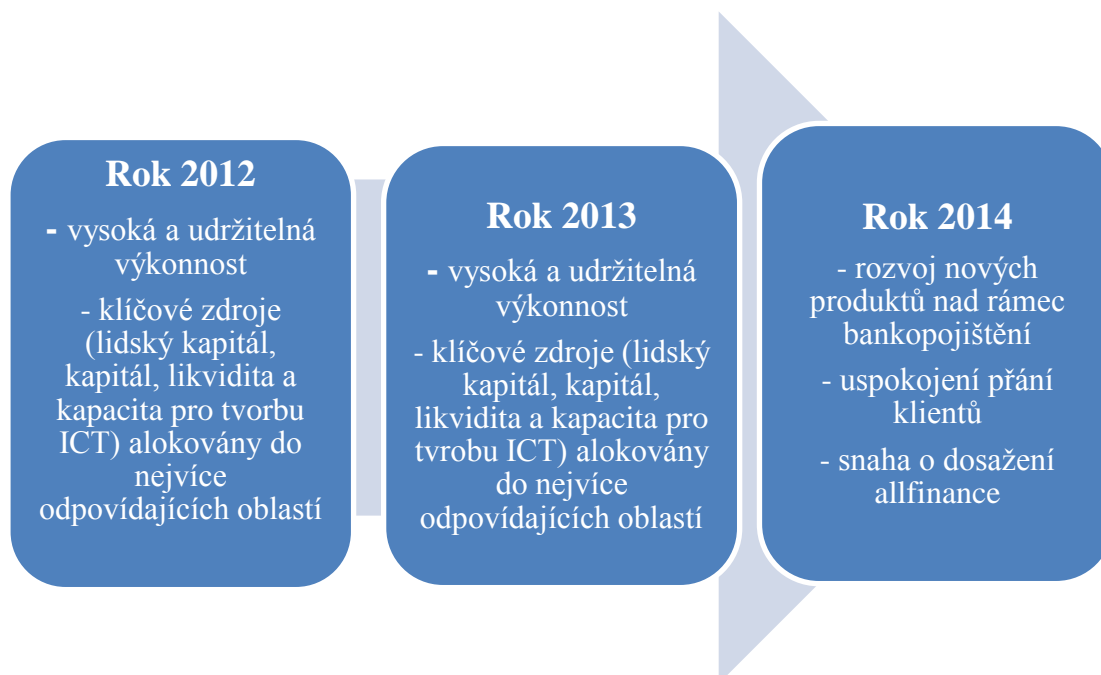 Rok 2012
- vysoká a udržitelná
výkonnost
- klíčové zdroje
(lidský kapitál,
kapitál, likvidita a
kapacita pro tvorbu
ICT) alokovány do
nejvíce
odpovídajících oblastí
Rok 2013
- vysoká a udržitelná
výkonnost
- klíčové zdroje (lidský
kapitál, kapitál,
likvidita a kapacita pro
tvrobu ICT) alokovány
do nejvíce
odpovídajících oblastí
Rok 2014
- rozvoj nových
produktů nad rámec
bankopojištění
- uspokojení přání
klientů
- snaha o dosažení
allfinance